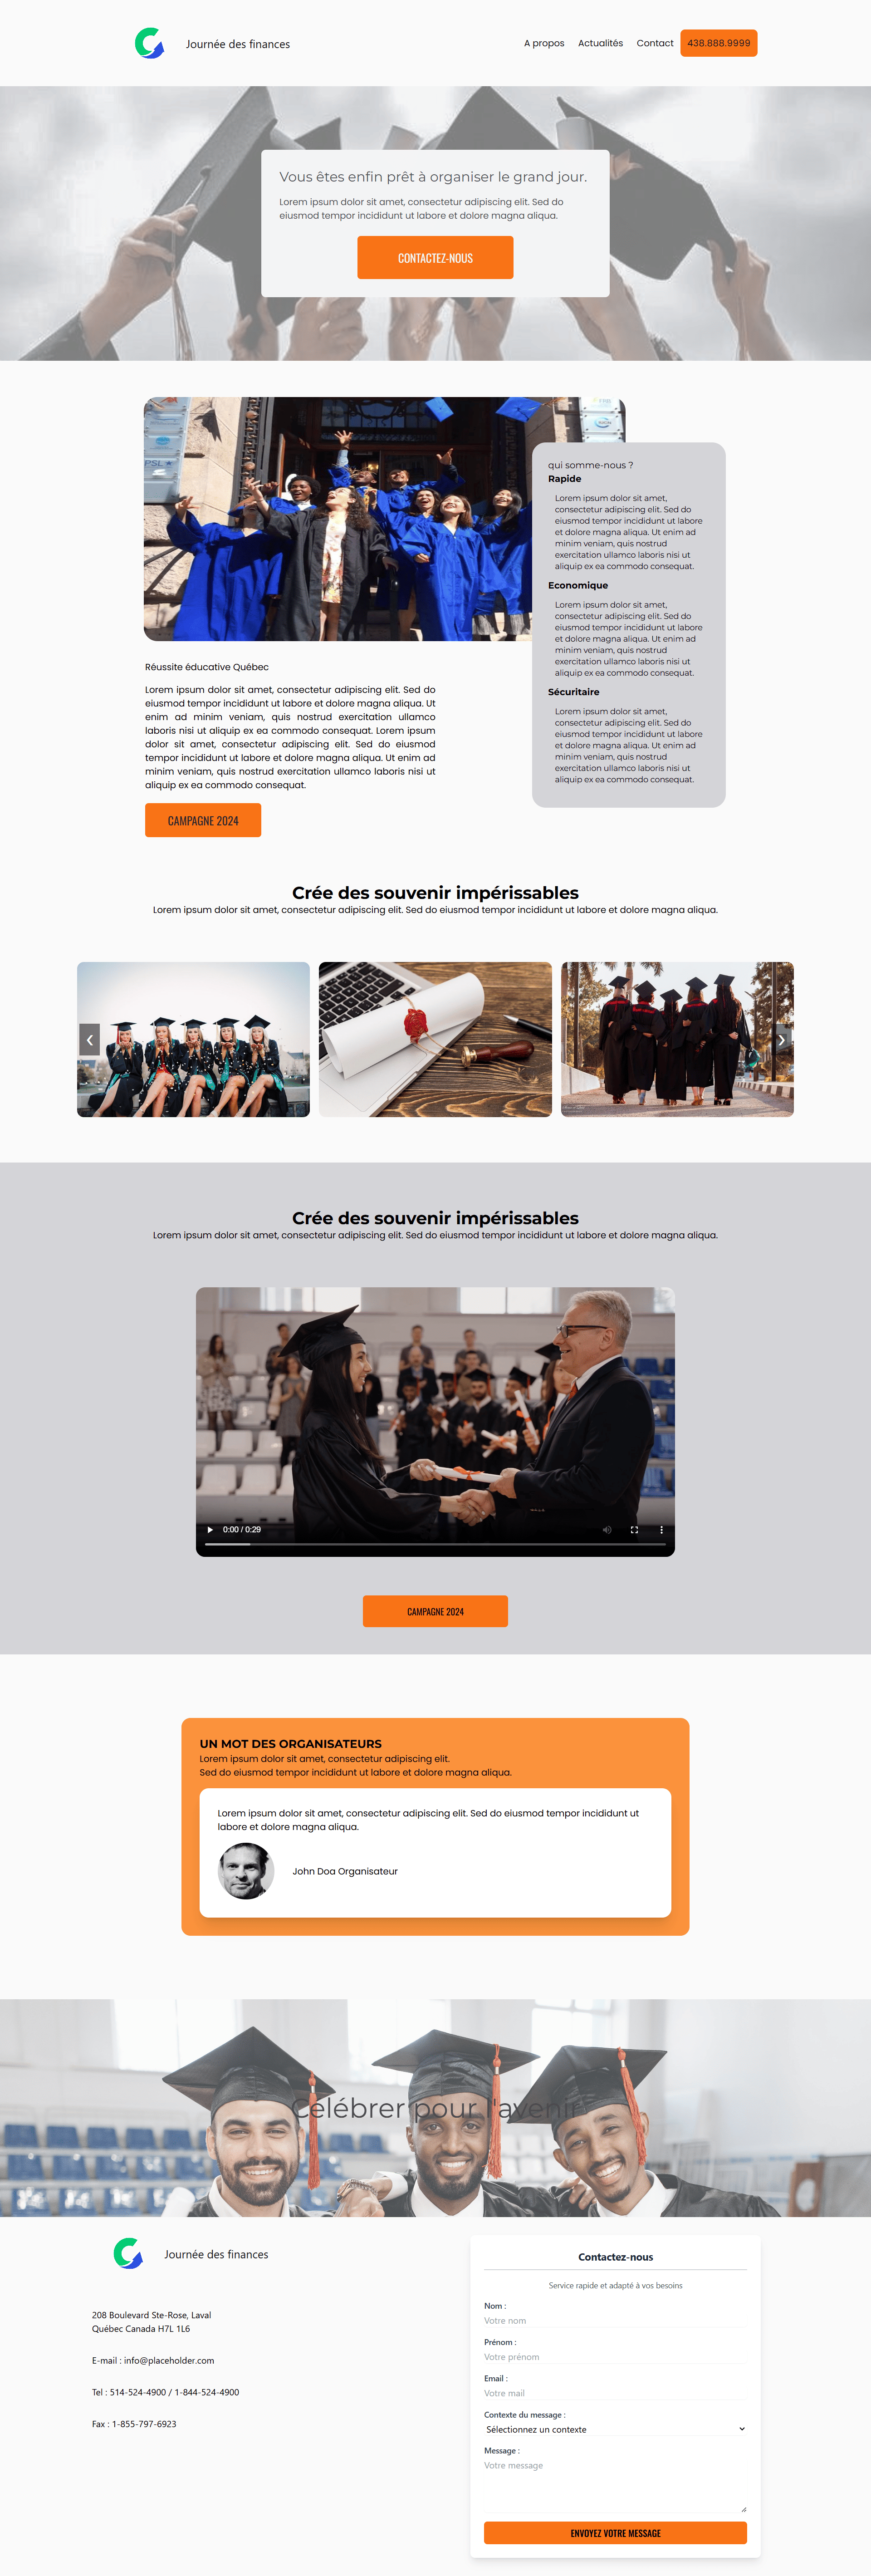 Journée des finances
A propos
Actualités
Contact
438.888.9999
Vous êtes enfin prêt à organiser le grand jour.
Lorem ipsum dolor sit amet, consectetur adipiscing elit. Sed do
eiusmod tempor incididunt ut labore et dolore magna aliqua.
CONTACTEZ-NOUS
PSL
qui somme-nous ?
Rapide
Lorem ipsum dolor sit amet,
consectetur adipiscing elit. Sed do
eiusmod tempor incididunt ut labore
et dolore magna aliqua. Ut enim ad
minim veniam, quis nostrud
exercitation ullamco laboris nisi ut
aliquip ex ea commodo consequat.
Economique
Lorem ipsum dolor sit amet,
consectetur adipiscing elit. Sed do
eiusmod tempor incididunt ut labore
et dolore magna aliqua. Ut enim ad
minim veniam, quis nostrud
exercitation ullamco laboris nisi ut
aliquip ex ea commodo consequat.
Sécuritaire
Lorem ipsum dolor sit amet,
consectetur adipiscing elit. Sed do
eiusmod tempor incididunt ut labore
et dolore magna aliqua. Ut enim ad
minim veniam, quis nostrud
exercitation ullamco laboris nisi ut
aliquip ex ea commodo consequat.
Réussite éducative Québec
Lorem ipsum dolor sit amet, consectetur adipiscing elit. Sed do
eiusmod tempor incididunt ut labore et dolore magna aliqua. Ut
enim ad minim veniam, quis nostrud exercitation ullamco
laboris nisi ut aliquip ex ea commodo consequat. Lorem ipsum
dolor sit amet, consectetur adipiscing elit. Sed do eiusmod
tempor incididunt ut labore et dolore magna aliqua. Ut enim ad
minim veniam, quis nostrud exercitation ullamco laboris nisi ut
aliquip ex ea commodo consequat.
CAMPAGNE 2024
Crée des souvenir impérissables
Lorem ipsum dolor sit amet, consectetur adipiscing elit. Sed do eiusmod tempor incididunt ut labore et dolore magna aliqua.
Crée des souvenir impérissables
Lorem ipsum dolor sit amet, consectetur adipiscing elit. Sed do eiusmod tempor incididunt ut labore et dolore magna aliqua.
0:00 / 0:29
CAMPAGNE 2024
UN MOT DES ORGANISATEURS
Lorem ipsum dolor sit amet, consectetur adipiscing elit.
Sed do eiusmod tempor incididunt ut labore et dolore magna aliqua.
Lorem ipsum dolor sit amet, consectetur adipiscing elit. Sed do eiusmod tempor incididunt ut
labore et dolore magna aliqua.
John Doa Organisateur
Celébrer pour l'avenir
Journée des finances
208 Boulevard Ste-Rose, Laval
Québec Canada H7L 1L6
E-mail : info@placeholder.com
Tel : 514-524-4900 / 1-844-524-4900
Fax : 1-855-797-6923
Contactez-nous
Service rapide et adapté à vos besoins
Nom :
Votre nom
Prénom :
Votre prénom
Email :
Votre mail
Contexte du message :
Sélectionnez un contexte
Message :
Votre message
ENVOYEZ VOTRE MESSAGE